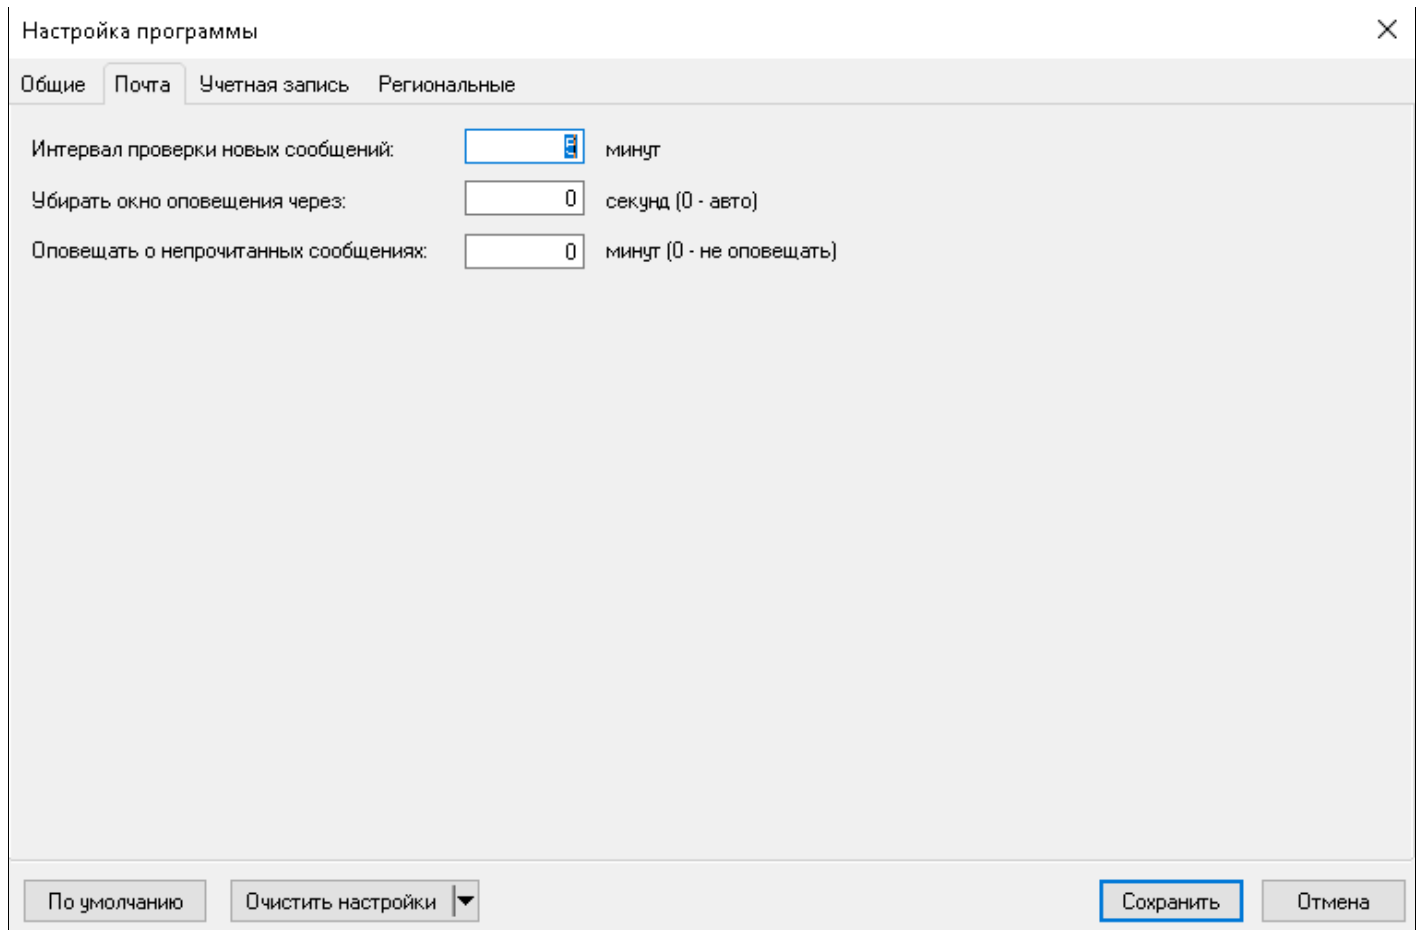 Настройка программы
Общие Почта Учетная запись Региональные
Интервал проверки новых сообщений: минут
Убирать окно оповещения через: 0 секунд (0 - авто)
Оповещать о непрочитанных сообщениях: 0 минут (0 - не оповещать)
По умолчанию Очистить настройки Сохранить Отмена